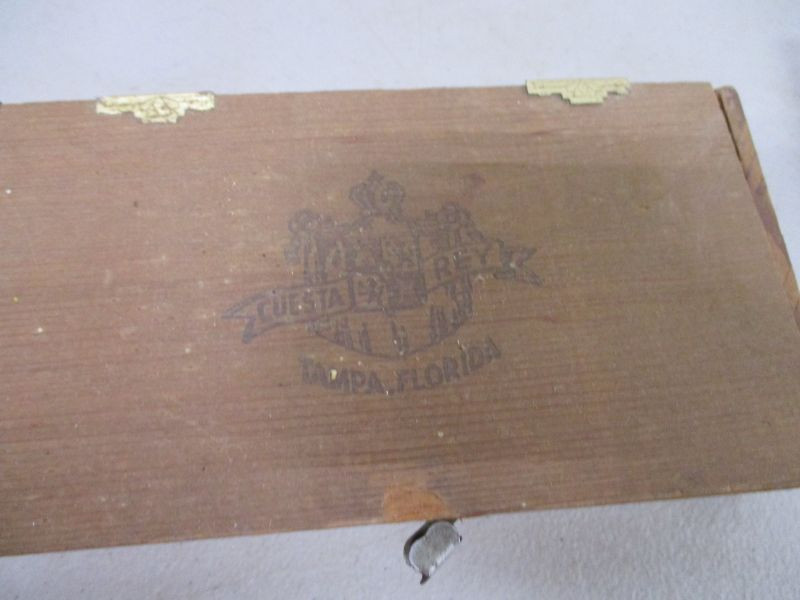 CUESTA REY
TAMPA, FLORIDA